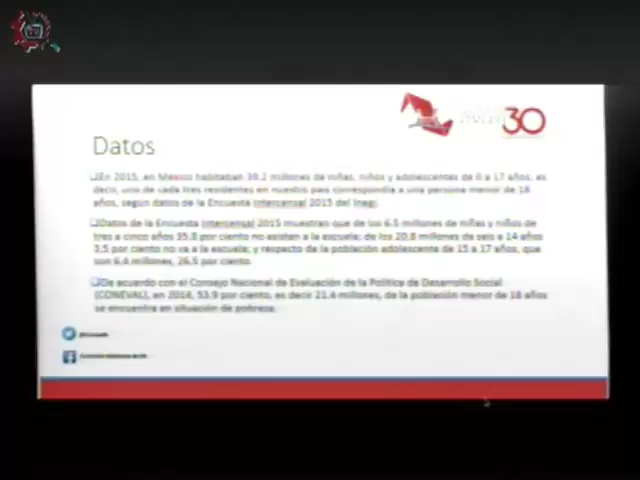 30
Datos
En 2015, en México habitaban 39.2 millones de niñas, niños y adolescentes de 0 a 17 años, es
decir, uno de cada tres residentes en nuestro país correspondía a una persona menor de 18
años, según datos de la Encuesta Intercensal 2015 del Inegi.
Datos de la Encuesta Intercensal 2015 muestran que de los 6.5 millones de niñas y niños de
tres a cinco años 35.8 por ciento no asisten a la escuela; de los 20.8 millones de seis a 14 años
3.5 por ciento no va a la escuela; y respecto de la población adolescente de 15 a 17 años, que
son 6.4 millones, 26.5 por ciento.
De acuerdo con el Consejo Nacional de Evaluación de la Política de Desarrollo Social
(CONEVAL), en 2014, 53.9 por ciento, es decir 21.4 millones, de la población menor de 18 años
se encuentra en situación de pobreza.